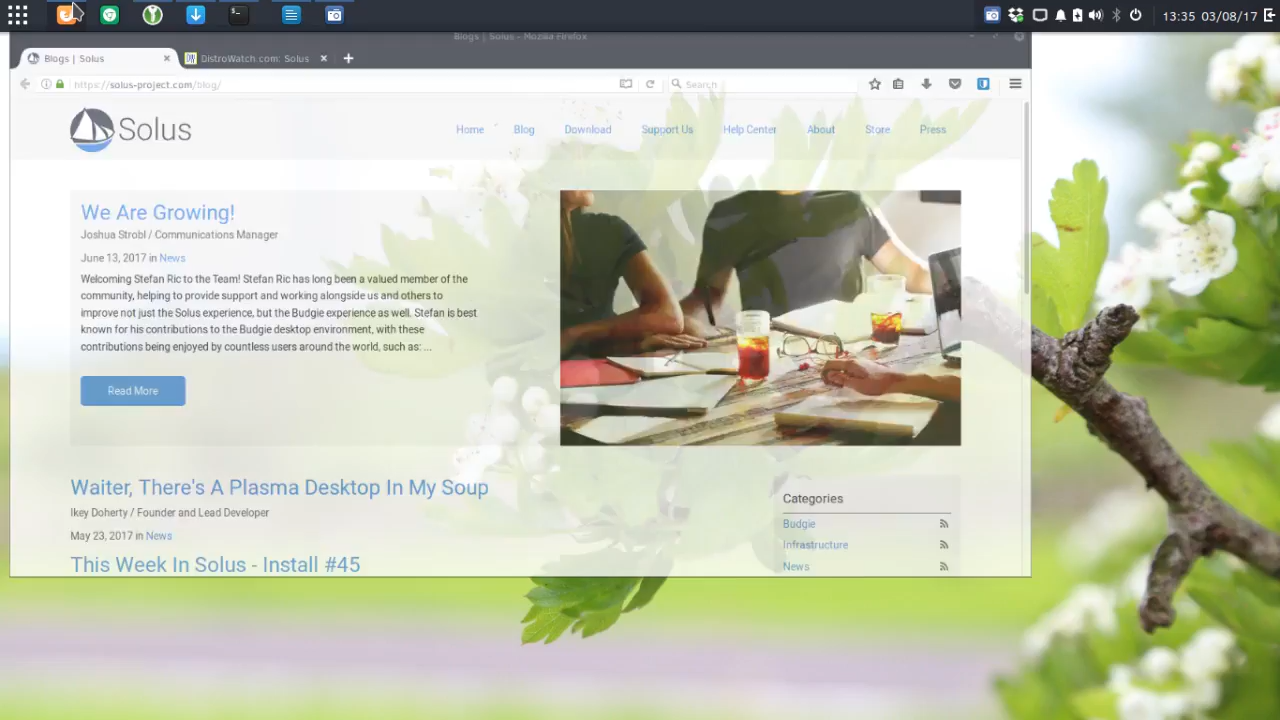 13:35 03/08/17
Blogs | Solus - Mozilla Firefox
Blogs | Solus
DistroWatch.com: Solus
https://solus-project.com/blog/
Search
Solus
Home Blog Download Support Us Help Center About Store Press
We Are Growing!
Joshua Strobl / Communications Manager
June 13, 2017 in News
Welcoming Stefan Ric to the Team! Stefan Ric has long been a valued member of the
community, helping to provide support and working alongside us and others to
improve not just the Solus experience, but the Budgie experience as well. Stefan is best
known for his contributions to the Budgie desktop environment, with these
contributions being enjoyed by countless users around the world, such as: ...
Read More
Waiter, There's A Plasma Desktop In My Soup
Ikey Doherty / Founder and Lead Developer
May 23, 2017 in News
This Week In Solus - Install #45
Categories
Budgie
Infrastructure
News